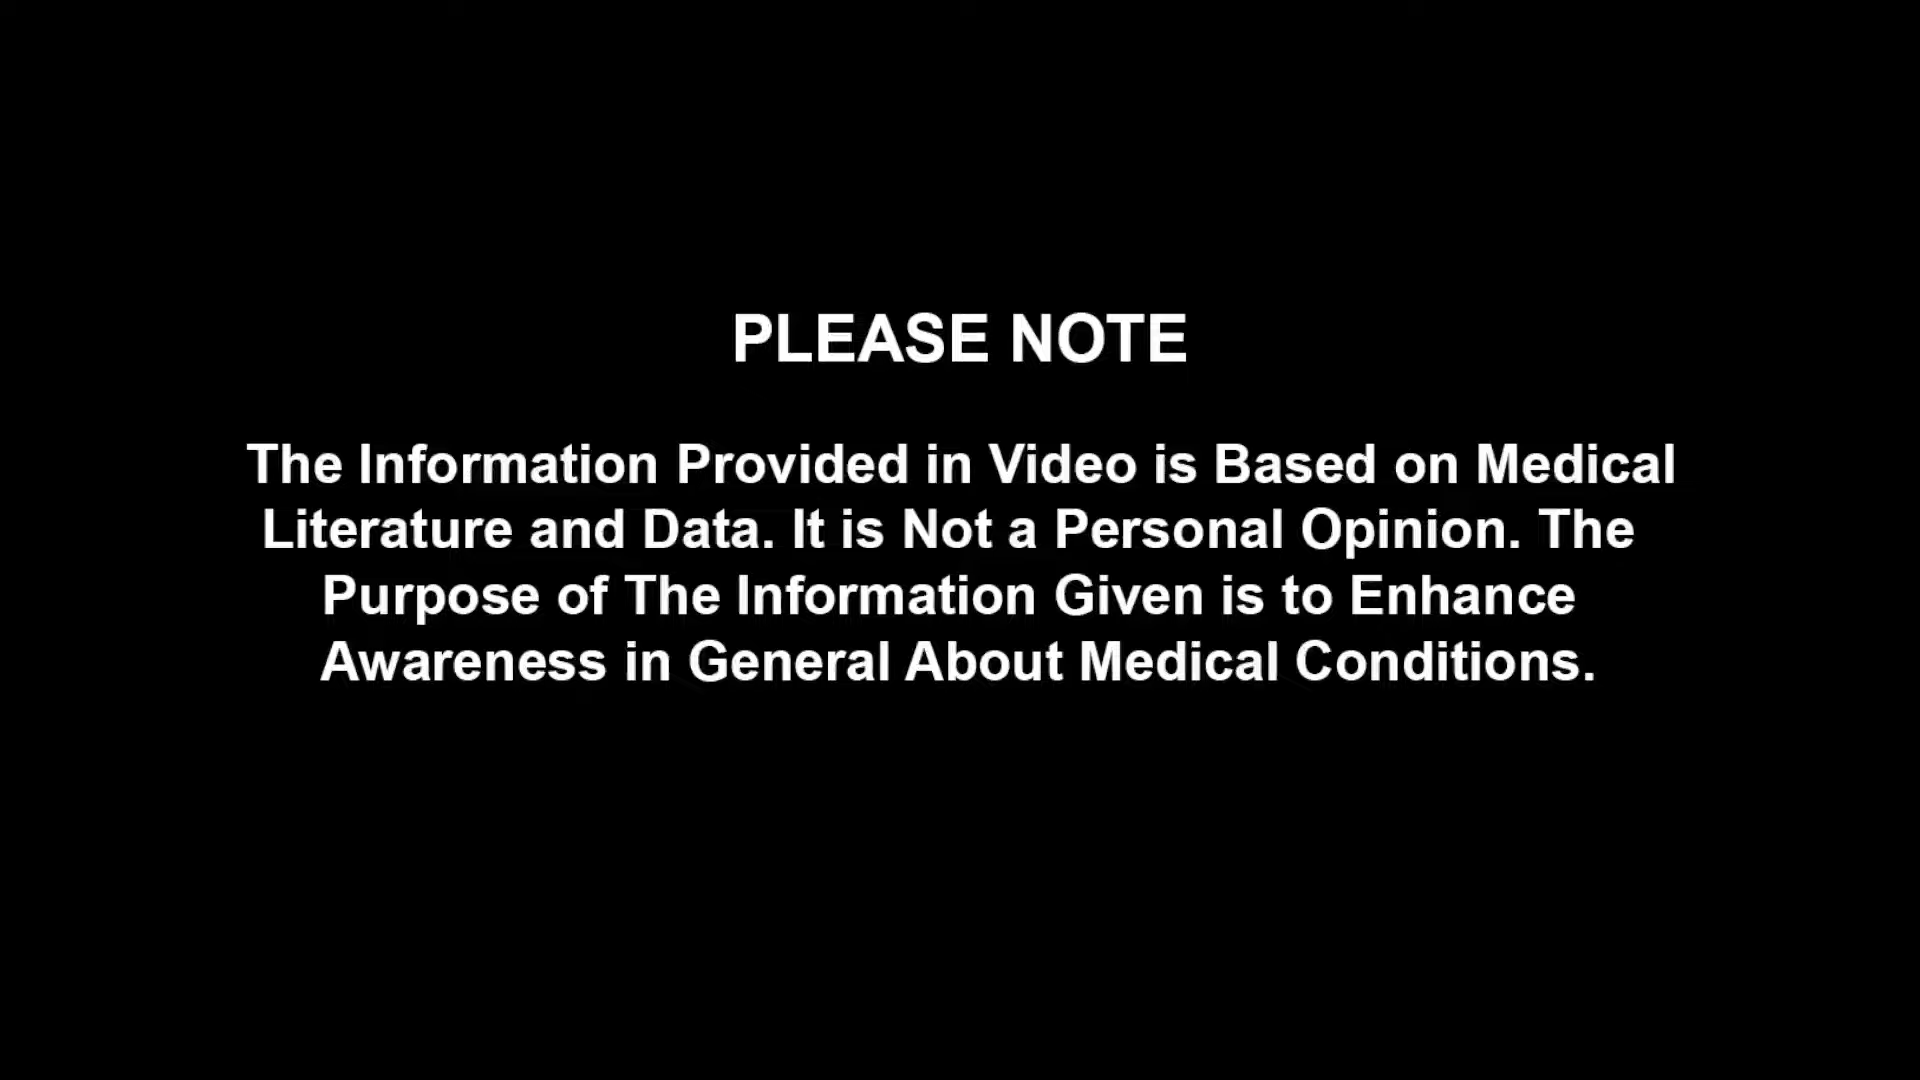 PLEASE NOTE
The Information Provided in Video is Based on Medical
Literature and Data. It is Not a Personal Opinion. The
Purpose of The Information Given is to Enhance
Awareness in General About Medical Conditions.